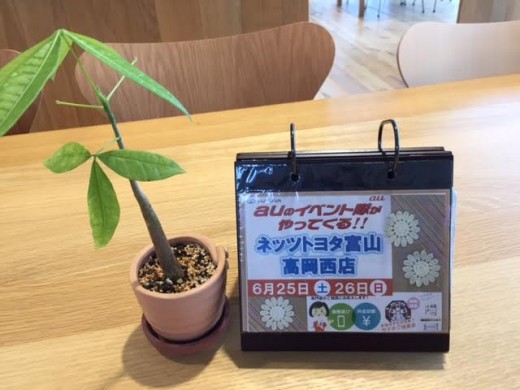 au
auのイベント隊が
やってくる!!
ネッツトヨタ富山
高岡西店
6月25日土 26日日